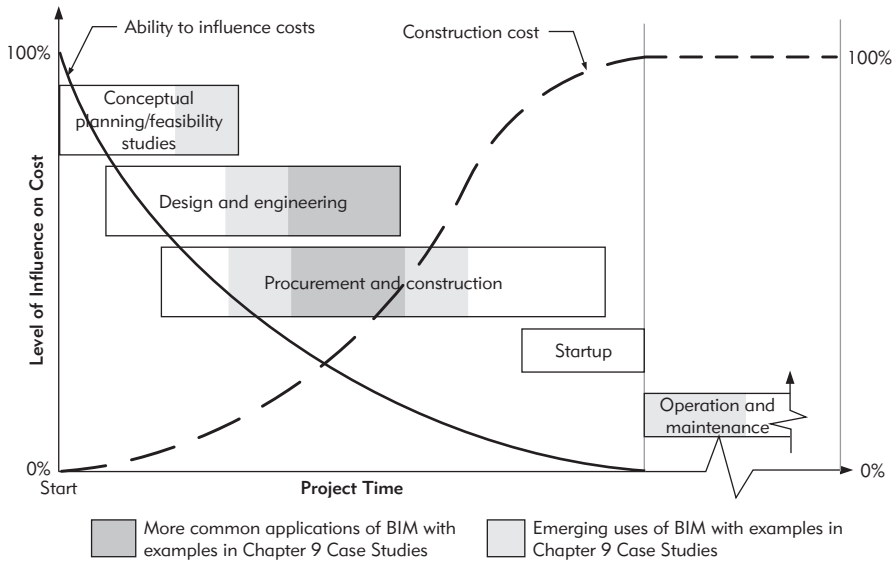 Ability to influence costs
Construction cost
100%
100%
Conceptual
planning/feasibility
studies
Design and engineering
Procurement and construction
Startup
Operation and
maintenance
Level of Influence on Cost
0%
0%
Start
Project Time
More common applications of BIM with
examples in Chapter 9 Case Studies
Emerging uses of BIM with examples in
Chapter 9 Case Studies